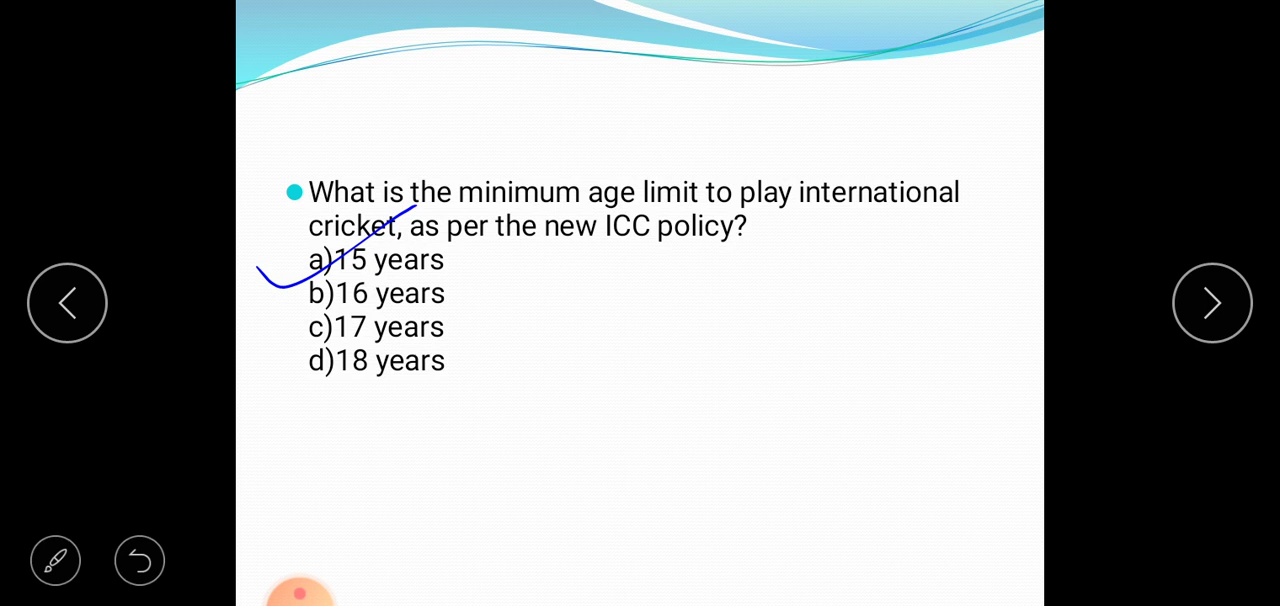 What is the minimum age limit to play international
cricket, as per the new ICC policy?
a)15 years
b)16 years
c)17 years
d)18 years